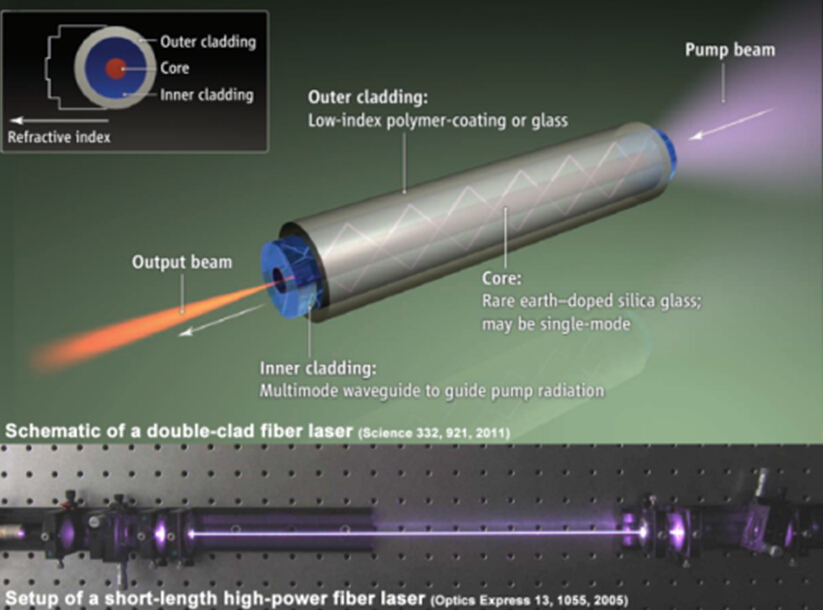 Outer cladding
Core
Inner cladding
Refractive index
Pump beam
Outer cladding:
Low-index polymer-coating or glass
Output beam
Core:
Rare earth–doped silica glass;
may be single-mode
Inner cladding:
Multimode waveguide to guide pump radiation
Schematic of a double-clad fiber laser (Science 332, 921, 2011)
Setup of a short-length high-power fiber laser (Optics Express 13, 1055, 2005)